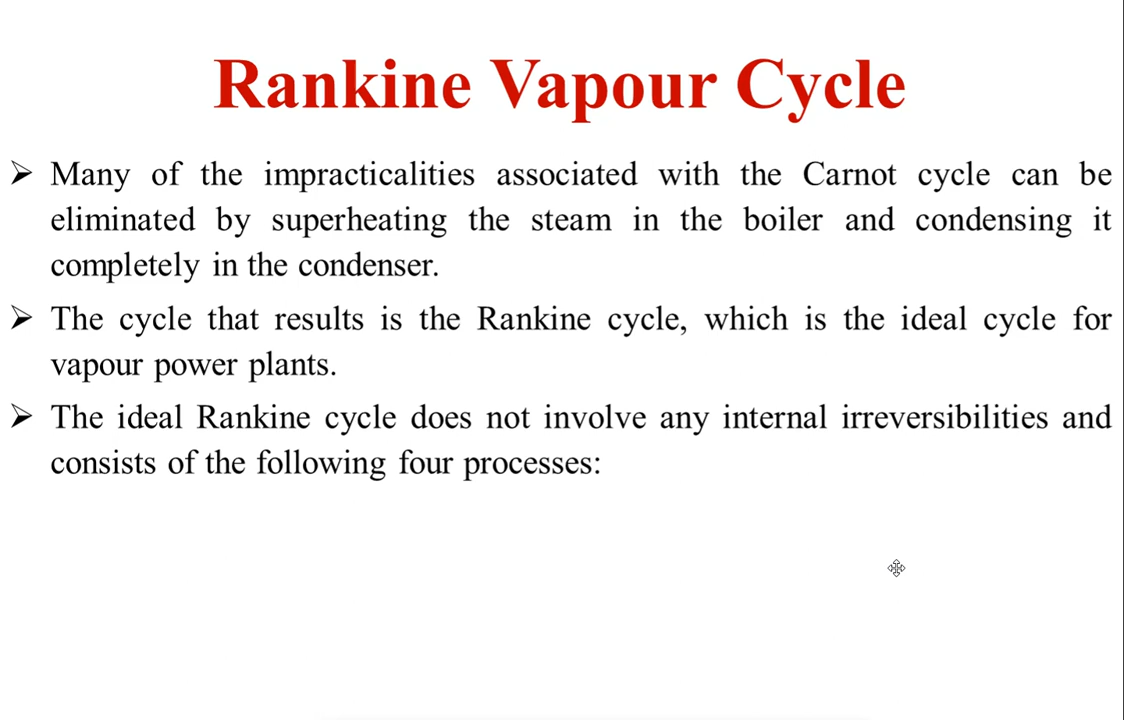 Rankine Vapour Cycle
➢ Many of the impracticalities associated with the Carnot cycle can be
eliminated by superheating the steam in the boiler and condensing it
completely in the condenser.
➢ The cycle that results is the Rankine cycle, which is the ideal cycle for
vapour power plants.
➢ The ideal Rankine cycle does not involve any internal irreversibilities and
consists of the following four processes: